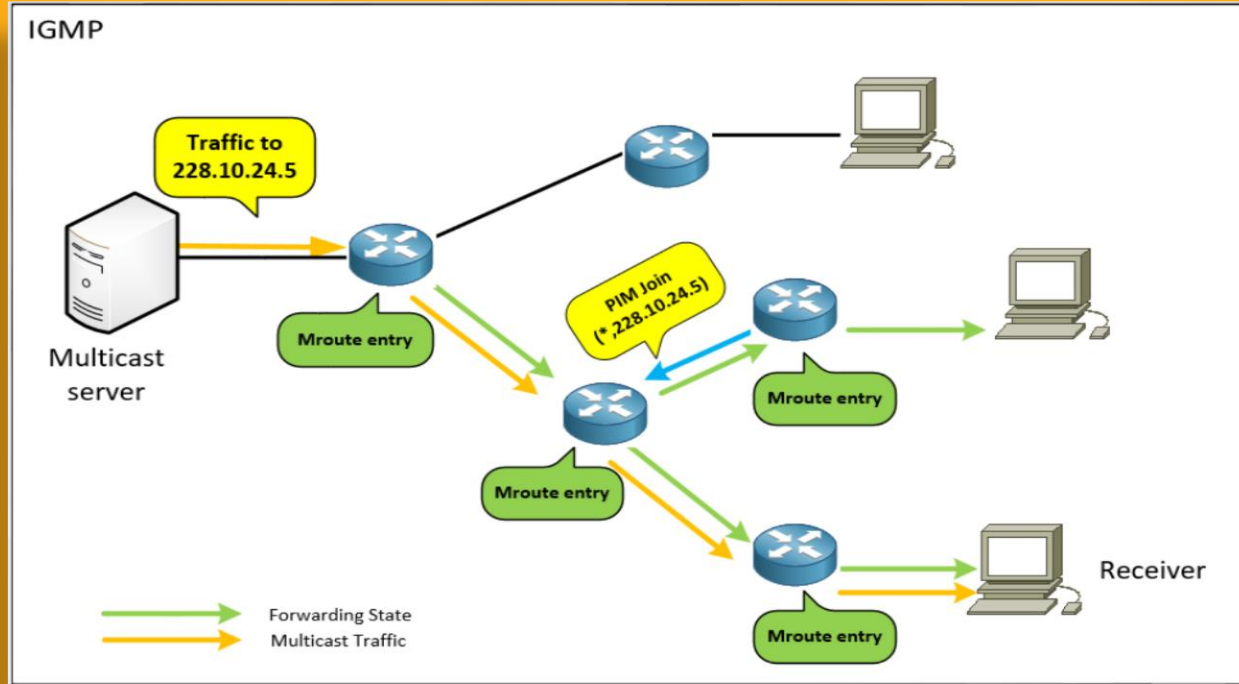 IGMP
Traffic to
228.10.24.5
PIM Join
(*,228.10.24.5)
Mroute entry
Multicast
server
Mroute entry
Mroute entry
Receiver
Forwarding State
Multicast Traffic
Mroute entry